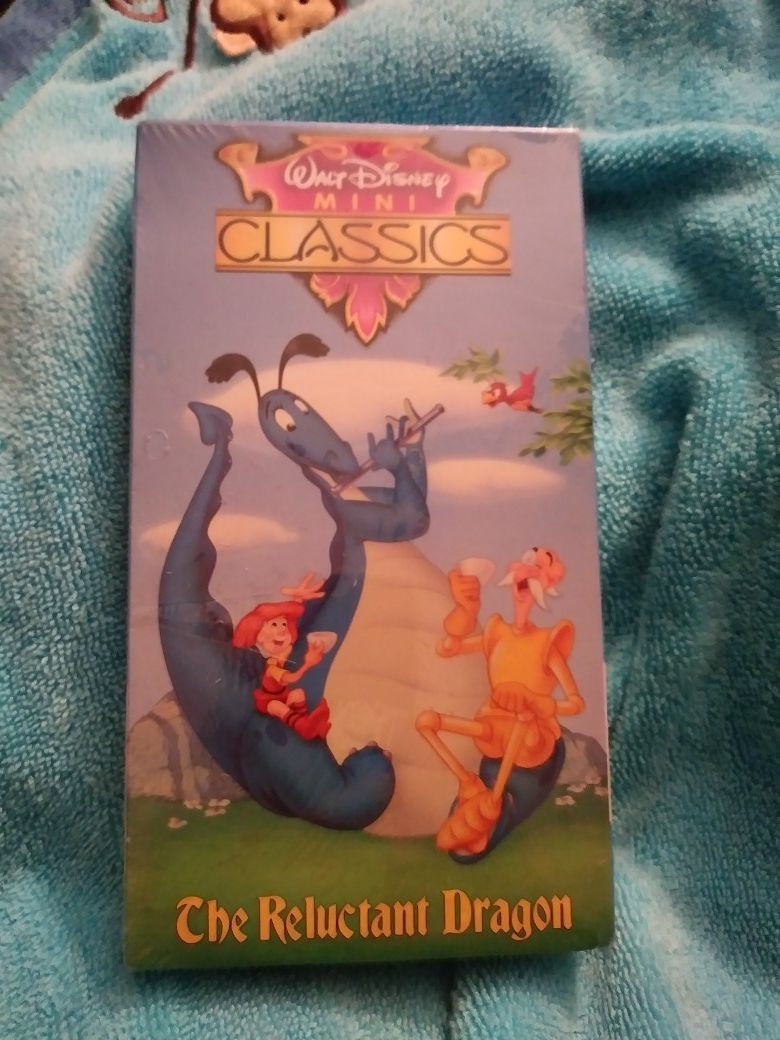 Walt Disney
MINI
CLASSICS
The Reluctant Dragon